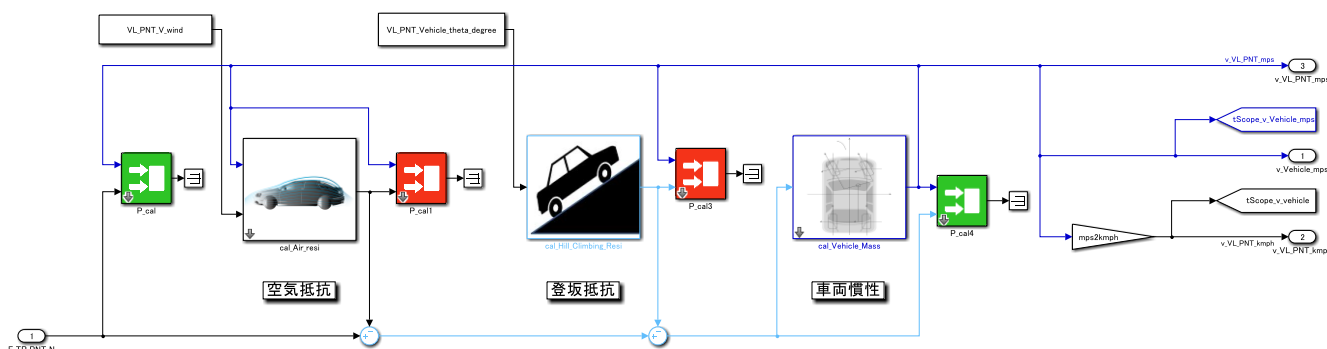 VL_PNT_V_wind
VL_PNT_Vehicle_theta_degree
v_VL_PNT_mps
3
v_VL_PNT_mps
tScope_v_Vehicle_mps
1
v_Vehicle_mps
P_cal
cal_Air_resi
P_cal1
cal_Hill_Climbing_Resi
P_cal3
cal_Vehicle_Mass
P_cal4
tScope_v_vehicle
mps2kmph
v_VL_PNT_kmph
2
v_VL_PNT_kmp
空気抵抗
登坂抵抗
車両慣性
1